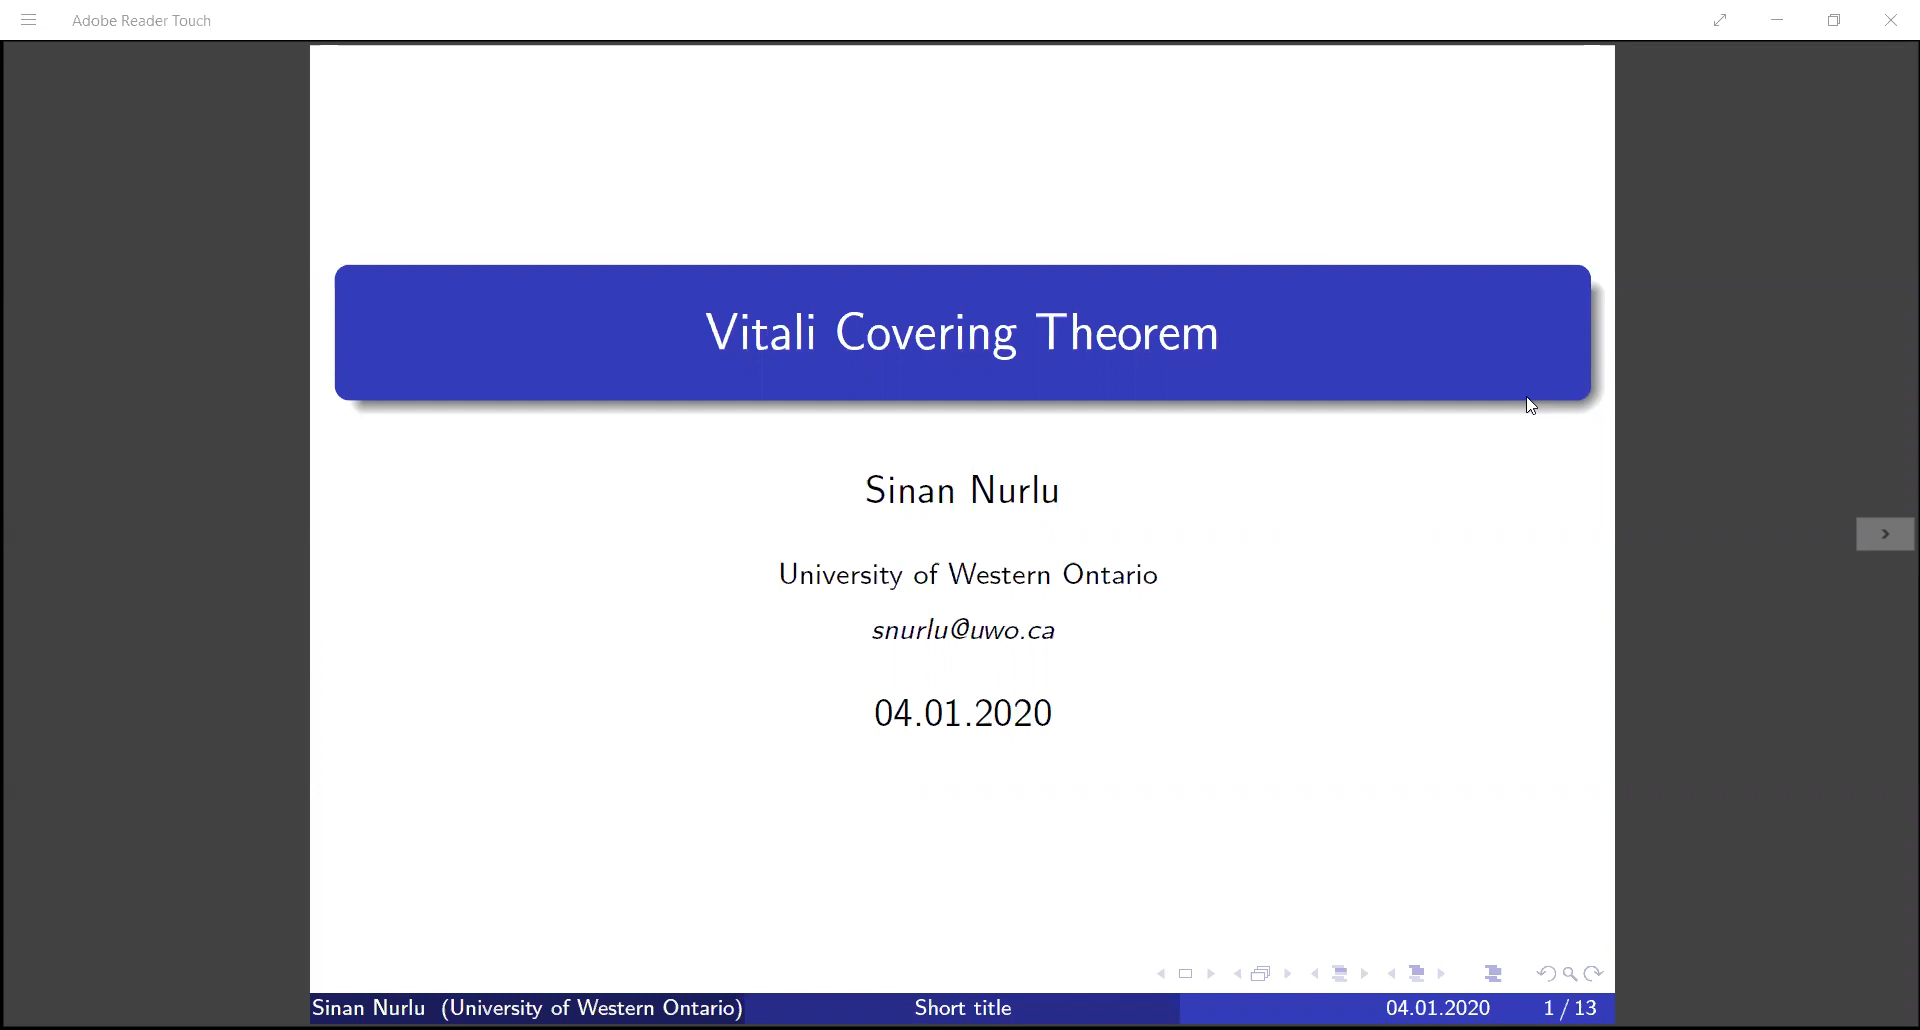 Adobe Reader Touch
Vitali Covering Theorem
Sinan Nurlu
University of Western Ontario
snurlu@uwo.ca
04.01.2020
Sinan Nurlu (University of Western Ontario) Short title 04.01.2020 1 / 13